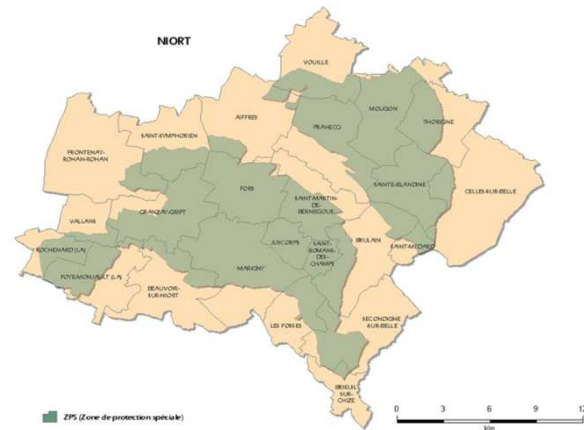 NIORT
VOUILLE
MOUGON
AIFFRES
PRAHECQ
THORIGNE
SAINT-SYMPHORIEN
FRONTENAY-
ROHAN-ROHAN
FORS
SAINTE-BLANDINE
CELLES-SUR-BELLE
SAINT-MARTIN-
DE-
BERNEGOUE
GRANZAY-GRIPT
VALLANS
BRULAIN
JUSCORPS
SAINT-
ROMANS-
DES-
CHAMPS
SAINT-MEDARD
ROCHENARD (LA)
FOYE-MONJAULT (LA)
MARIGNY
BEAUVOIR-
SUR-NIORT
LES FOSSES
SECONDIGNE
SUR-BELLE
BRIEUIL
SUR-
CHIZE
ZPS (Zone de protection spéciale)
0 3 6 9 12
km